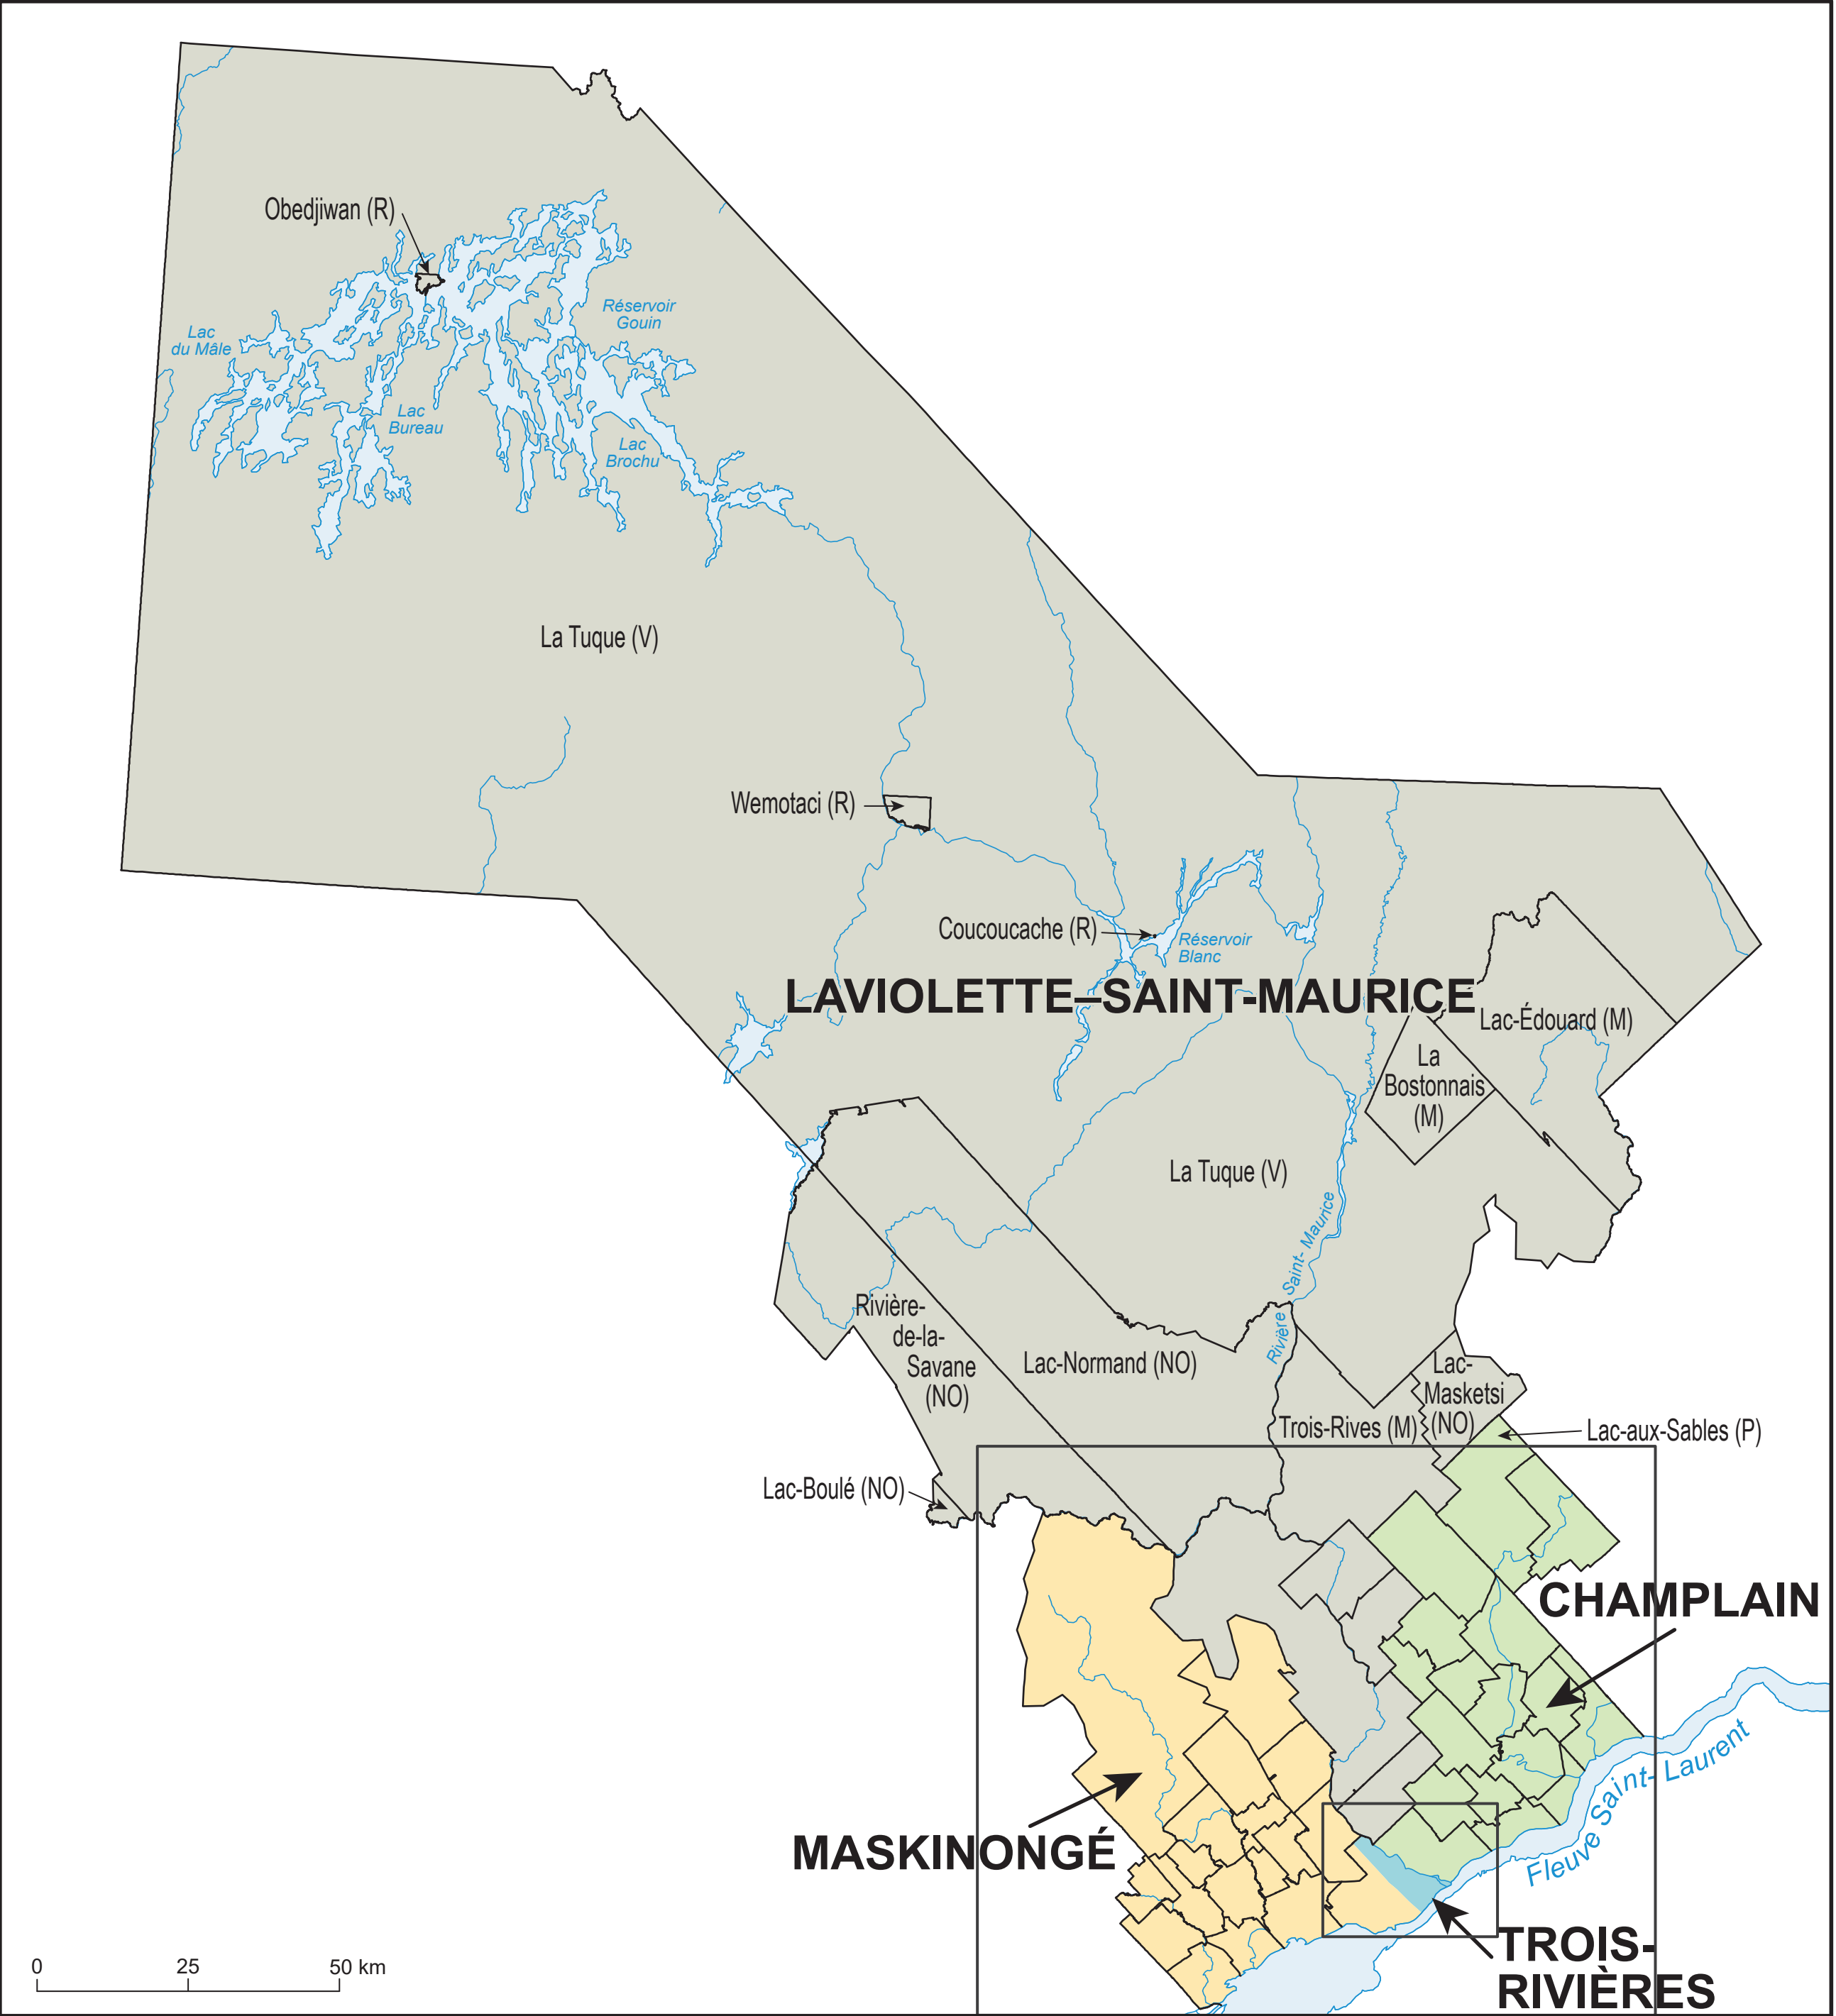 Obedjiwan (R)
Réservoir
Gouin
Lac
du Mâle
Lac
Bureau
Lac
Brochu
La Tuque (V)
Wemotaci (R)
Coucoucache (R)
Réservoir
Blanc
LAVIOLETTE–SAINT-MAURICE
Lac-Édouard (M)
La
Bostonnais
(M)
La Tuque (V)
Rivière Saint-Maurice
Rivière-
de-la-
Savane
(NO)
Lac-Normand (NO)
Lac-
Masketsi
(NO)
Trois-Rives (M)
Lac-aux-Sables (P)
Lac-Boulé (NO)
CHAMPLAIN
Fleuve Saint-Laurent
MASKINONGÉ
TROIS-
RIVIÈRES
0 25 50 km